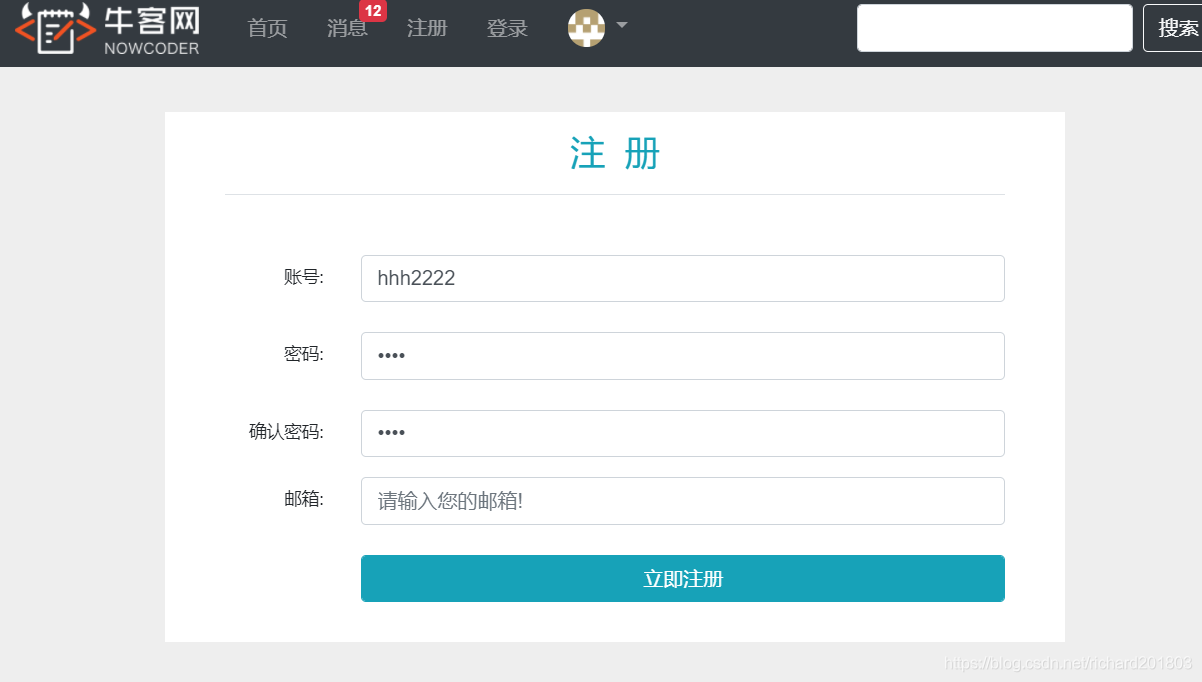 牛客网
NOWCODER
首页 消息 12 注册 登录 搜索
注 册
账号: hhh2222
密码: ••••
确认密码: ••••
邮箱: 请输入您的邮箱!
立即注册
https://blog.csdn.net/richard201803